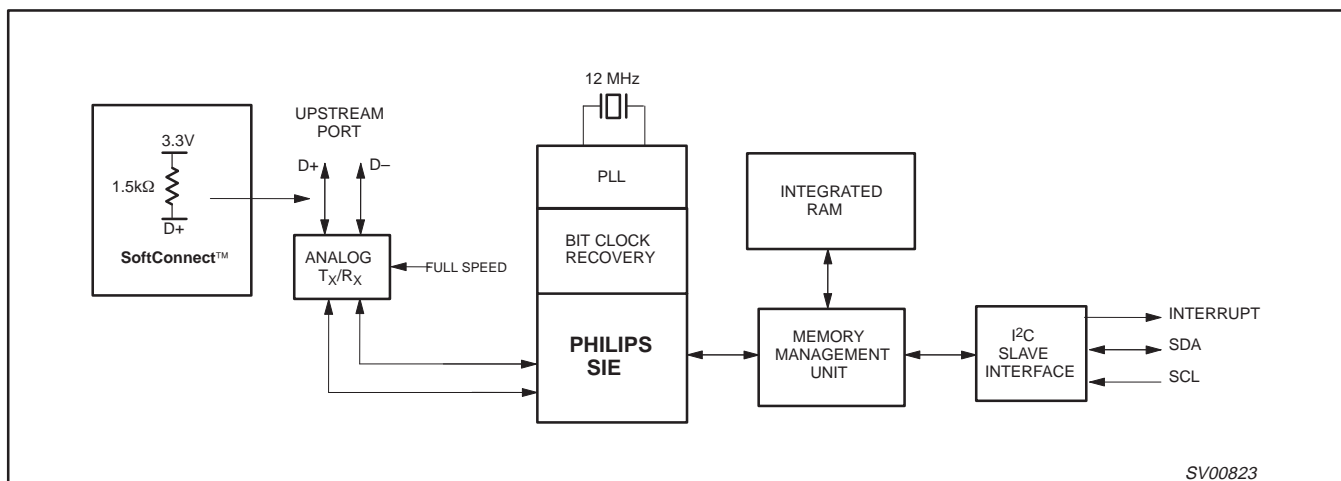 12 MHz
UPSTREAM
PORT
3.3V
D+
D–
1.5kΩ
D+
SoftConnect™
ANALOG
TX/RX
FULL SPEED
PLL
BIT CLOCK
RECOVERY
PHILIPS
SIE
INTEGRATED
RAM
MEMORY
MANAGEMENT
UNIT
I²C
SLAVE
INTERFACE
INTERRUPT
SDA
SCL
SV00823